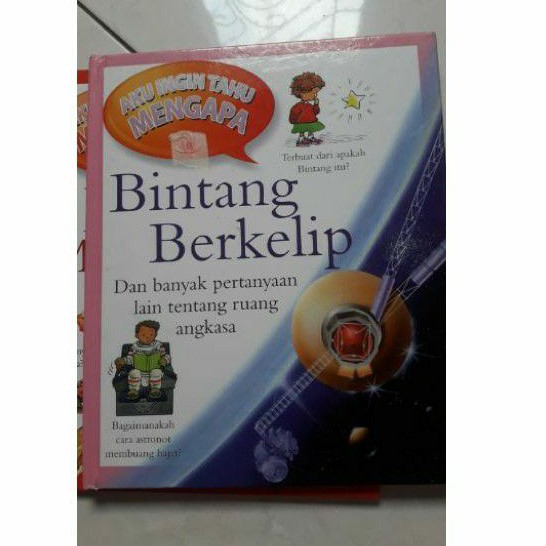 AKU INGIN TAHU
MENGAPA
Terbuat dari apakah
Bintang itu?
Bintang
Berkelip
Dan banyak pertanyaan
lain tentang ruang
angkasa
Bagaimanakah
cara astronot
membuang hajat?